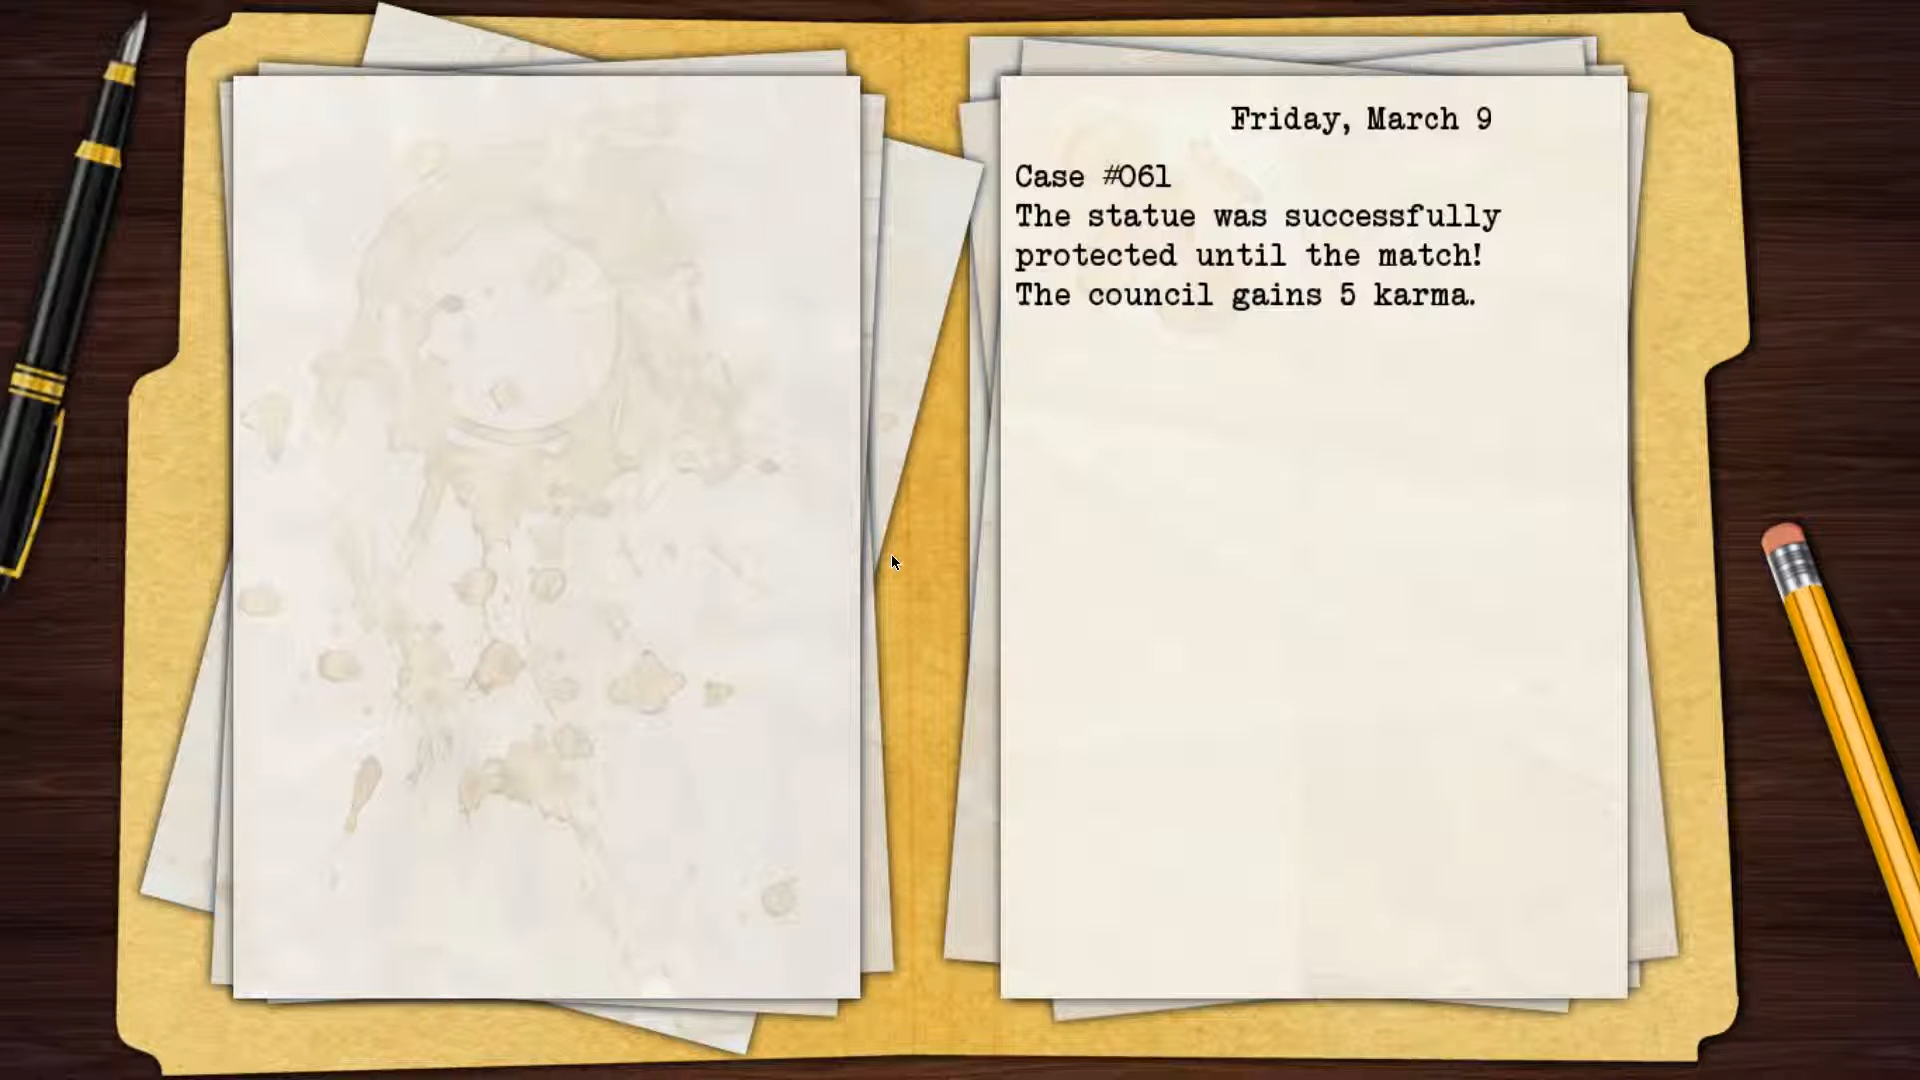 Friday, March 9
Case #061
The statue was successfully
protected until the match!
The council gains 5 karma.